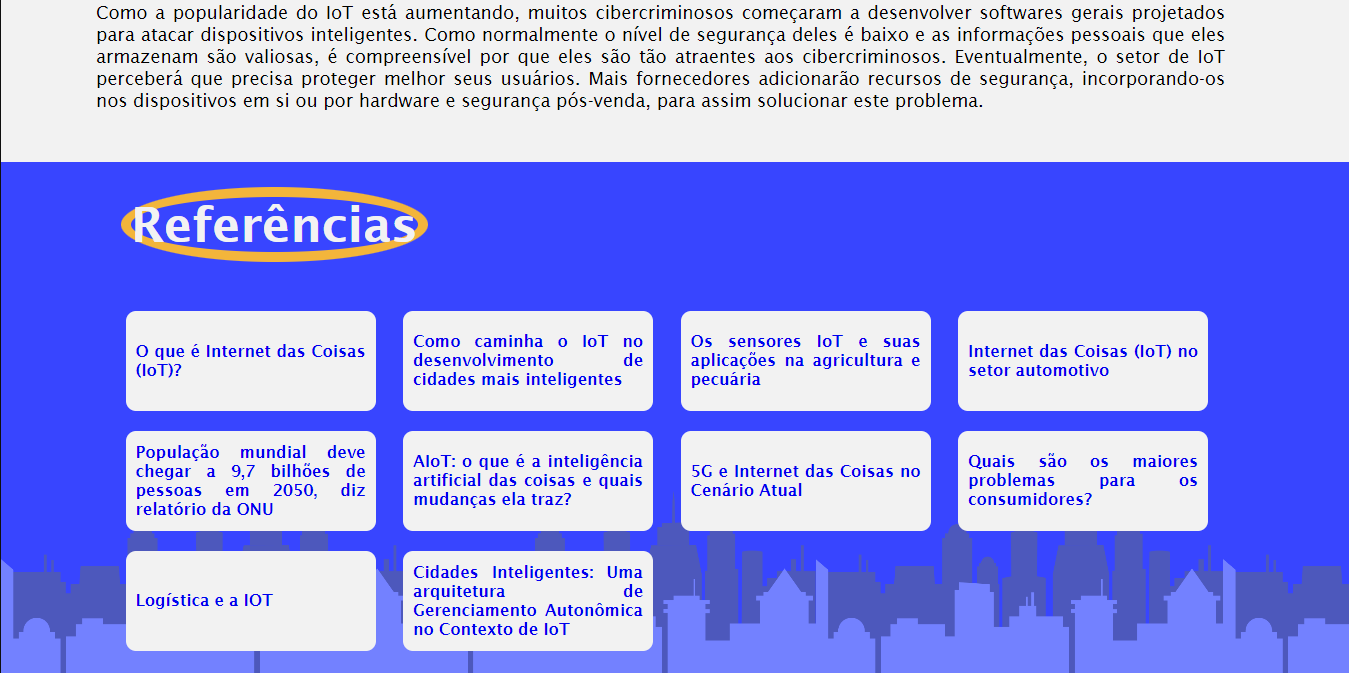 Como a popularidade do IoT está aumentando, muitos cibercriminosos começaram a desenvolver softwares gerais projetados
para atacar dispositivos inteligentes. Como normalmente o nível de segurança deles é baixo e as informações pessoais que eles
armazenam são valiosas, é compreensível por que eles são tão atraentes aos cibercriminosos. Eventualmente, o setor de IoT
perceberá que precisa proteger melhor seus usuários. Mais fornecedores adicionarão recursos de segurança, incorporando-os
nos dispositivos em si ou por hardware e segurança pós-venda, para assim solucionar este problema.
Referências
O que é Internet das Coisas
(IoT)?
Como caminha o IoT no
desenvolvimento de
cidades mais inteligentes
Os sensores IoT e suas
aplicações na agricultura e
pecuária
Internet das Coisas (IoT) no
setor automotivo
População mundial deve
chegar a 9,7 bilhões de
pessoas em 2050, diz
relatório da ONU
AIoT: o que é a inteligência
artificial das coisas e quais
mudanças ela traz?
5G e Internet das Coisas no
Cenário Atual
Quais são os maiores
problemas para os
consumidores?
Logística e a IOT
Cidades Inteligentes: Uma
arquitetura de
Gerenciamento Autonômica
no Contexto de IoT